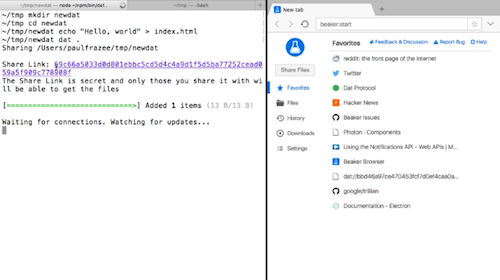 newdat — node ~/npm/bin/dat .
~/tmp — -bash
~/tmp mkdir newdat
~/tmp cd newdat
~/tmp/newdat echo "Hello, world" > index.html
~/tmp/newdat dat .
Sharing /Users/paulfrazee/tmp/newdat
Share Link: 69c66a5033d0d801ebbc5cd5d4c4a9d1f5d5ba77252cead0
59a5f909c778908f
The Share Link is secret and only those you share it with wi
ll be able to get the files
[==============================>] Added 1 items (13 B/13 B)
Waiting for connections. Watching for updates...
New tab
beaker:start
Share Files
Favorites
Files
History
Downloads
Settings
Favorites
Feedback & Discussion
Report Bug
Help
reddit: the front page of the internet
Twitter
Dat Protocol
Hacker News
Beaker Issues
Photon · Components
Using the Notifications API - Web APIs | M...
Beaker Browser
dat://bbd46a97ce470453fcf7d0ef4caa0a...
google/trillian
Documentation - Electron